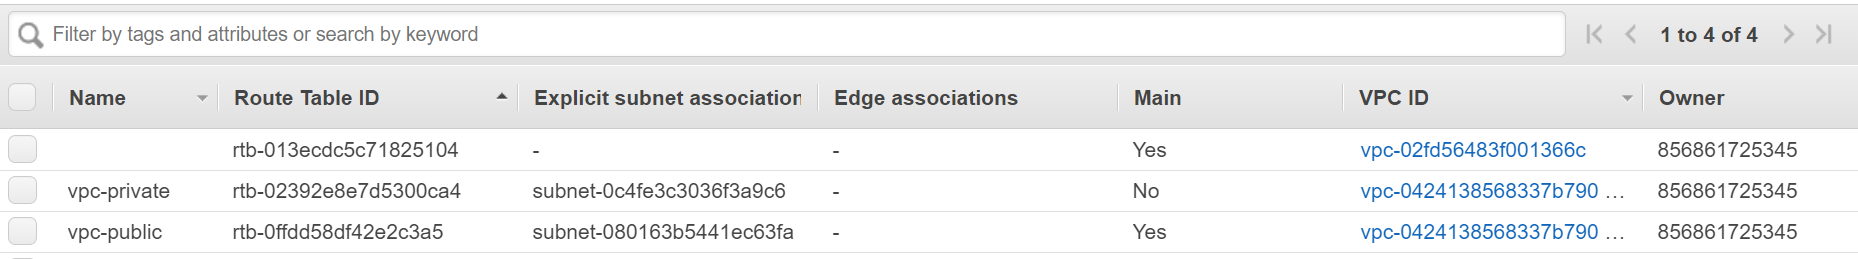 Filter by tags and attributes or search by keyword
1 to 4 of 4
Name Route Table ID Explicit subnet association Edge associations Main VPC ID Owner
rtb-013ecdc5c71825104 - - Yes vpc-02fd56483f001366c 856861725345
vpc-private rtb-02392e8e7d5300ca4 subnet-0c4fe3c3036f3a9c6 - No vpc-0424138568337b790 ... 856861725345
vpc-public rtb-0ffdd58df42e2c3a5 subnet-080163b5441ec63fa - Yes vpc-0424138568337b790 ... 856861725345